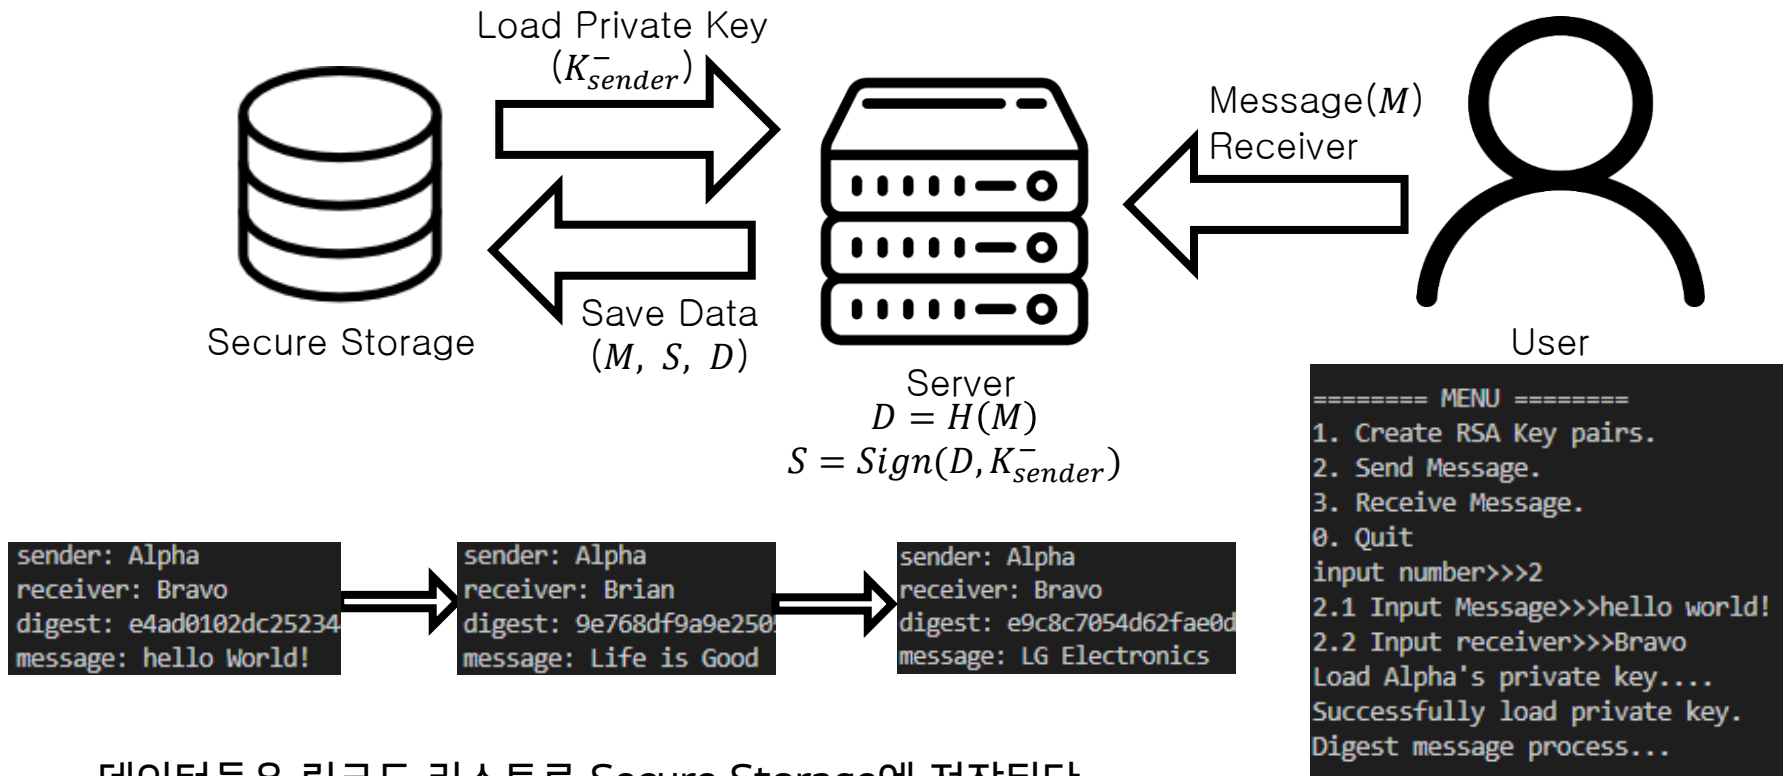 Load Private Key
(K⁻sender)
Message(M)
Receiver
Secure Storage
Save Data
(M, S, D)
Server
D = H(M)
S = Sign(D, K⁻sender)
User
======== MENU ========
1. Create RSA Key pairs.
2. Send Message.
3. Receive Message.
0. Quit
input number>>>2
2.1 Input Message>>>hello world!
2.2 Input receiver>>>Bravo
Load Alpha's private key....
Successfully load private key.
Digest message process...
sender: Alpha
receiver: Bravo
digest: e4ad0102dc25234
message: hello World!
sender: Alpha
receiver: Brian
digest: 9e768df9a9e250
message: Life is Good
sender: Alpha
receiver: Bravo
digest: e9c8c7054d62fae0d
message: LG Electronics
데이터들은 링크드 리스트로 Secure Storage에 저장된다